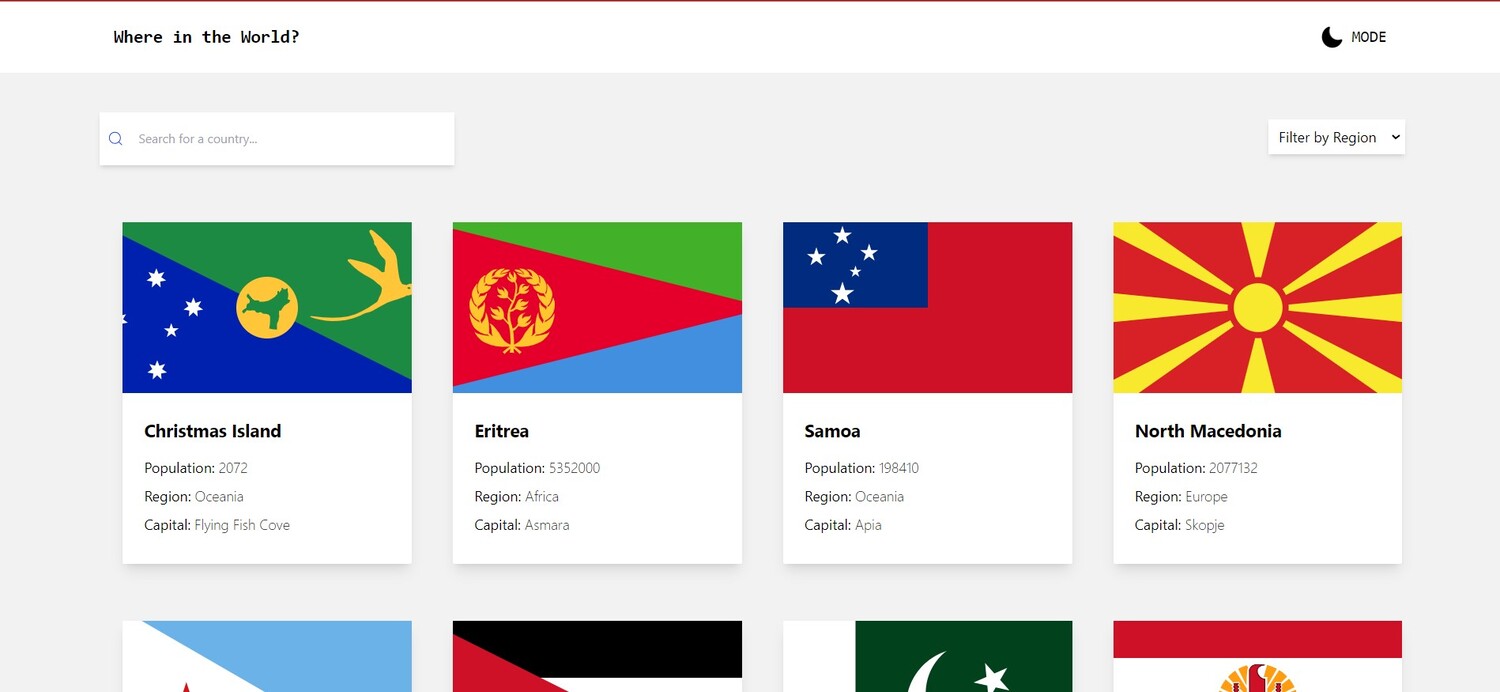 Where in the World?
MODE
Search for a country...
Filter by Region
Christmas Island
Population: 2072
Region: Oceania
Capital: Flying Fish Cove
Eritrea
Population: 5352000
Region: Africa
Capital: Asmara
Samoa
Population: 198410
Region: Oceania
Capital: Apia
North Macedonia
Population: 2077132
Region: Europe
Capital: Skopje